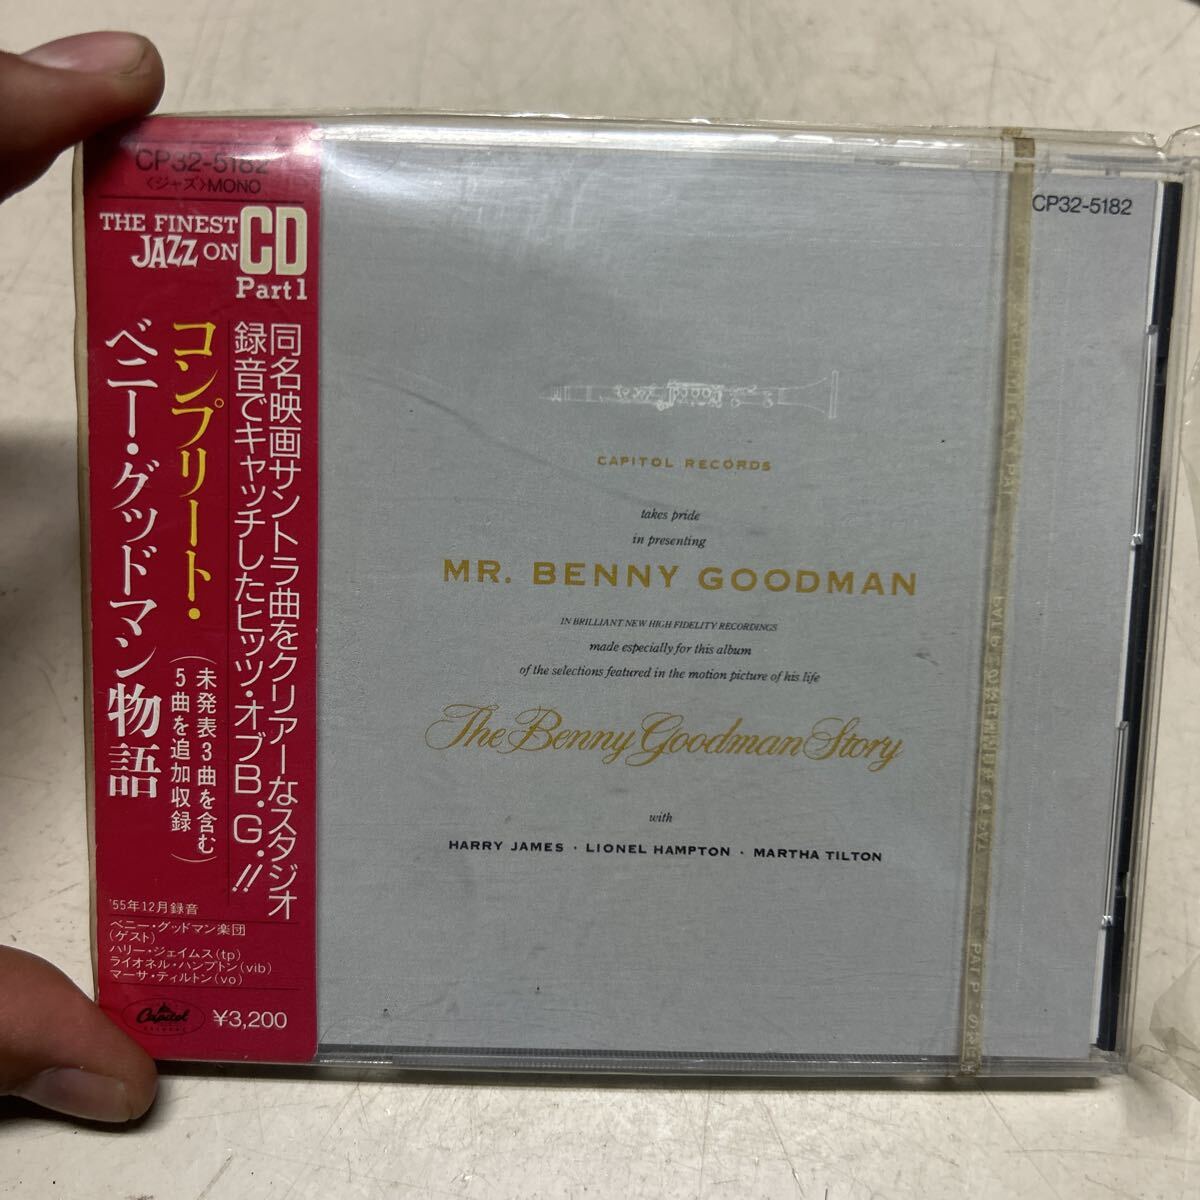 CP32-5182
〈ジャズ〉MONO
THE FINEST
JAZZ ON CD
Part 1
同名映画サントラ曲をクリアーなスタジオ
録音でキャッチしたヒッツ・オブB.G.!!
コンプリート・
ベニー・グッドマン物語
(未発表3曲を含む
5曲を追加収録)
'55年12月録音
ベニー・グッドマン楽団
(ゲスト)
ハリー・ジェイムス(tp)
ライオネル・ハンプトン(vib)
マーサ・ティルトン(vo)
Capitol
RECORDS
¥3,200
CP32-5182
CAPITOL RECORDS
takes pride
in presenting
MR. BENNY GOODMAN
IN BRILLIANT NEW HIGH FIDELITY RECORDINGS
made especially for this album
of the selections featured in the motion picture of his life
The Benny Goodman Story
with
HARRY JAMES · LIONEL HAMPTON · MARTHA TILTON